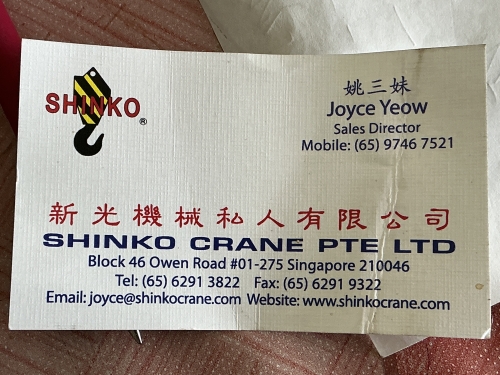 SHINKO
®
姚三妹
Joyce Yeow
Sales Director
Mobile: (65) 9746 7521
新光機械私人有限公司
SHINKO CRANE PTE LTD
Block 46 Owen Road #01-275 Singapore 210046
Tel: (65) 6291 3822 Fax: (65) 6291 9322
Email: joyce@shinkocrane.com Website: www.shinkocrane.com